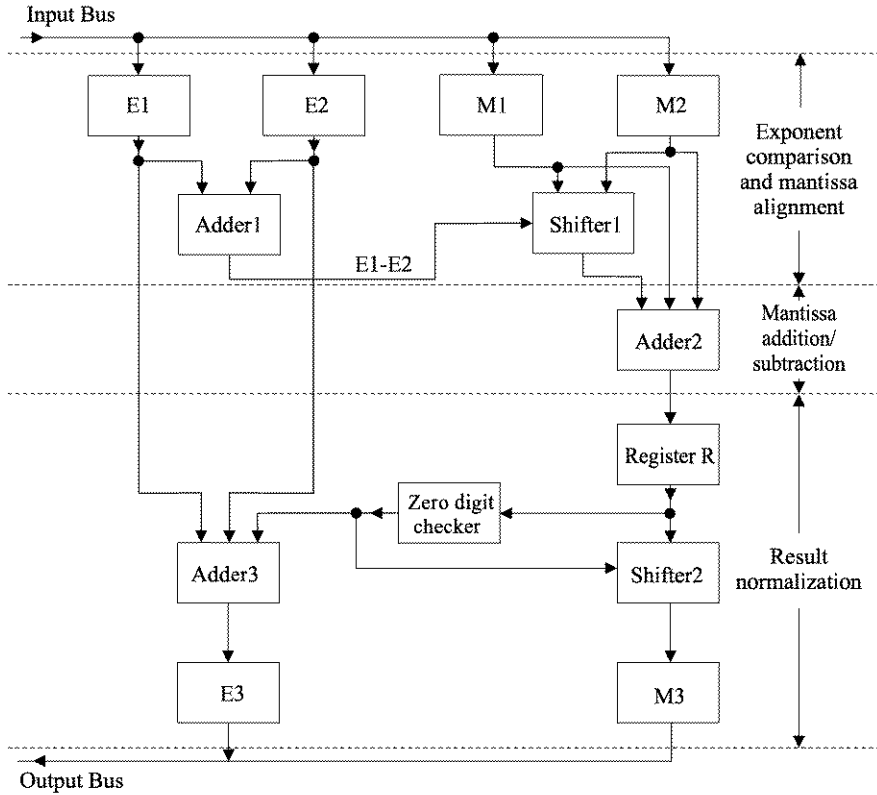 Input Bus
E1
E2
M1
M2
Exponent
comparison
and mantissa
alignment
Adder1
Shifter1
E1-E2
Mantissa
addition/
subtraction
Adder2
Register R
Zero digit
checker
Adder3
Shifter2
Result
normalization
E3
M3
Output Bus